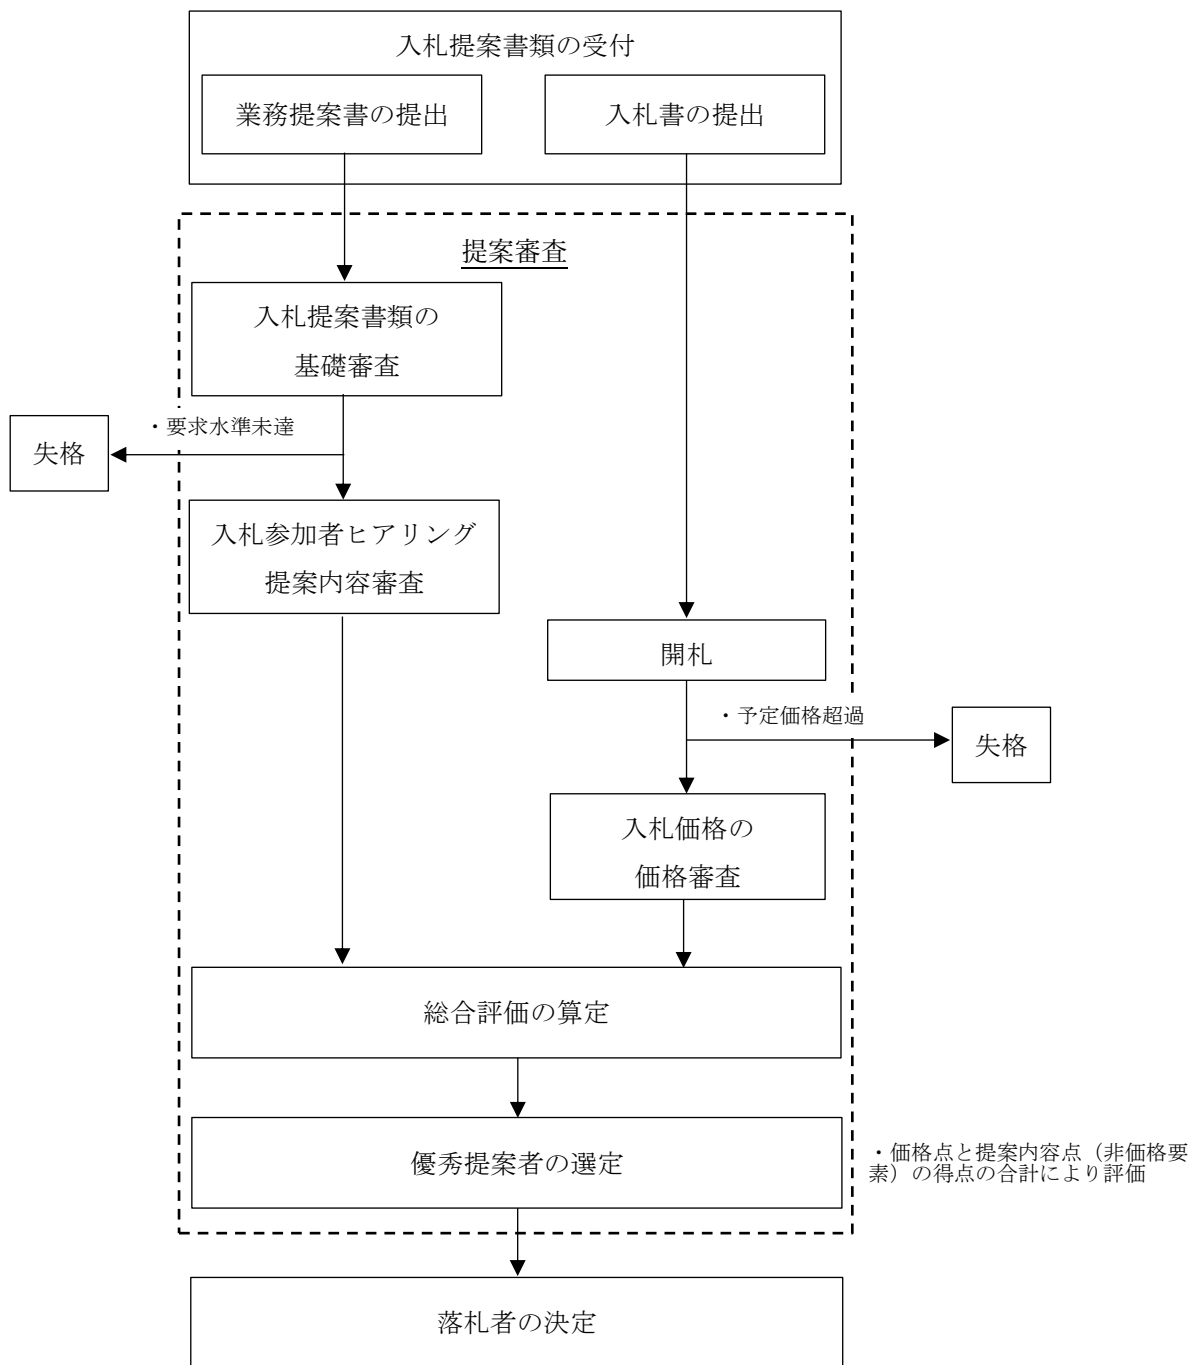 入札提案書類の受付
業務提案書の提出
入札書の提出
提案審査
入札提案書類の
基礎審査
・要求水準未達
失格
入札参加者ヒアリング
提案内容審査
開札
・予定価格超過
失格
入札価格の
価格審査
総合評価の算定
優秀提案者の選定
・価格点と提案内容点（非価格要
素）の得点の合計により評価
落札者の決定